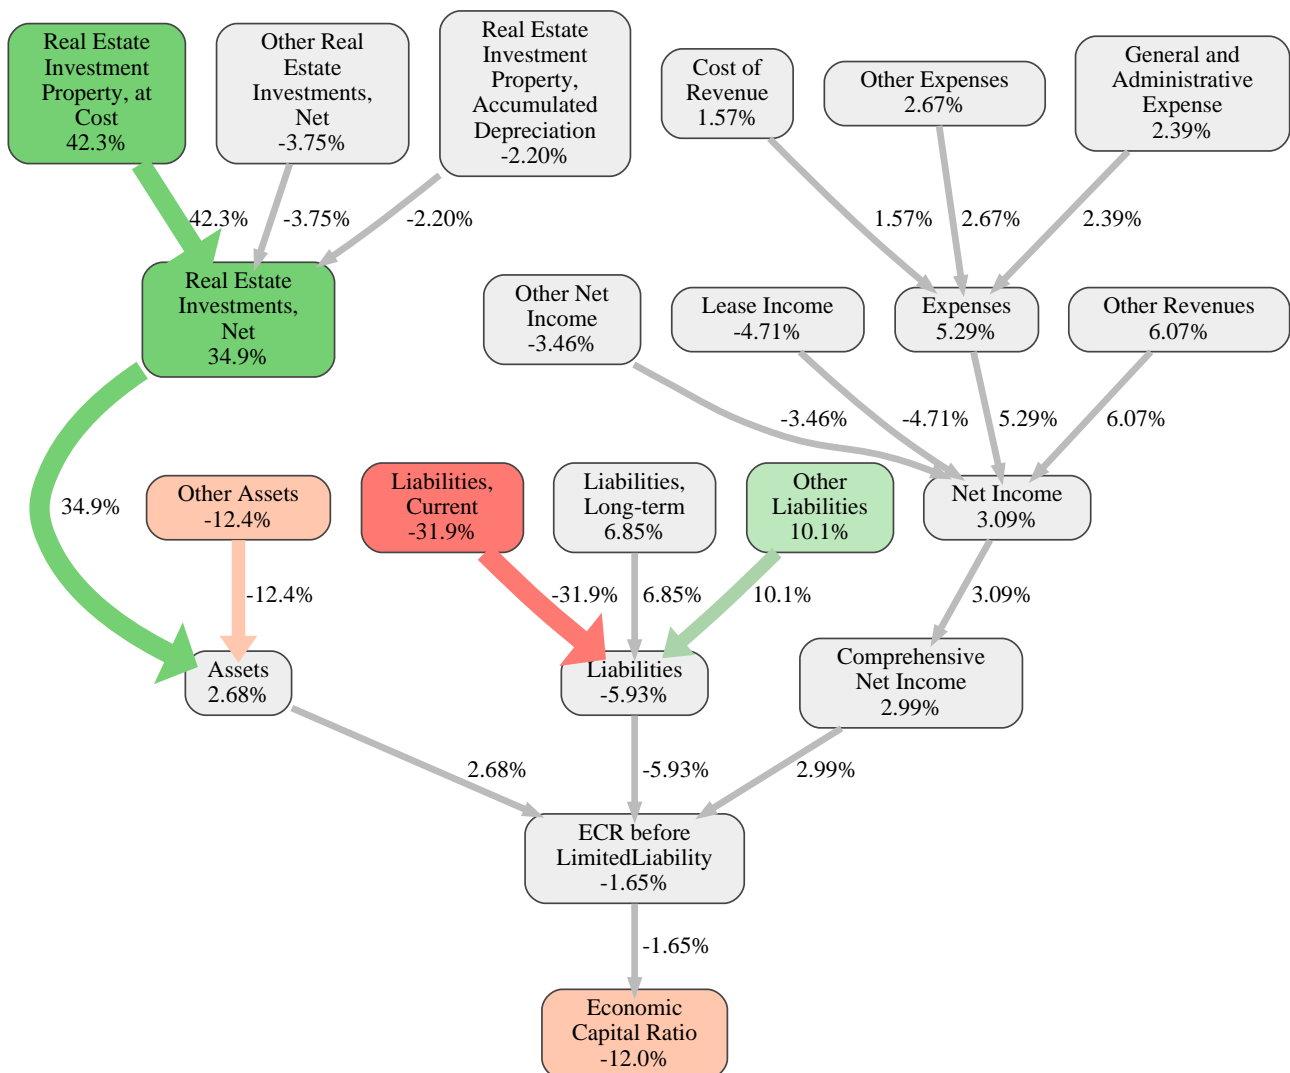 Real Estate
Investment
Property, at
Cost
42.3%
Other Real
Estate
Investments,
Net
-3.75%
Real Estate
Investment
Property,
Accumulated
Depreciation
-2.20%
Cost of
Revenue
1.57%
Other Expenses
2.67%
General and
Administrative
Expense
2.39%
42.3%
-3.75%
-2.20%
1.57%
2.67%
2.39%
Real Estate
Investments,
Net
34.9%
Other Net
Income
-3.46%
Lease Income
-4.71%
Expenses
5.29%
Other Revenues
6.07%
-3.46%
-4.71%
5.29%
6.07%
34.9%
Other Assets
-12.4%
Liabilities,
Current
-31.9%
Liabilities,
Long-term
6.85%
Other
Liabilities
10.1%
Net Income
3.09%
-12.4%
-31.9%
6.85%
10.1%
3.09%
Assets
2.68%
Liabilities
-5.93%
Comprehensive
Net Income
2.99%
2.68%
-5.93%
2.99%
ECR before
LimitedLiability
-1.65%
-1.65%
Economic
Capital Ratio
-12.0%